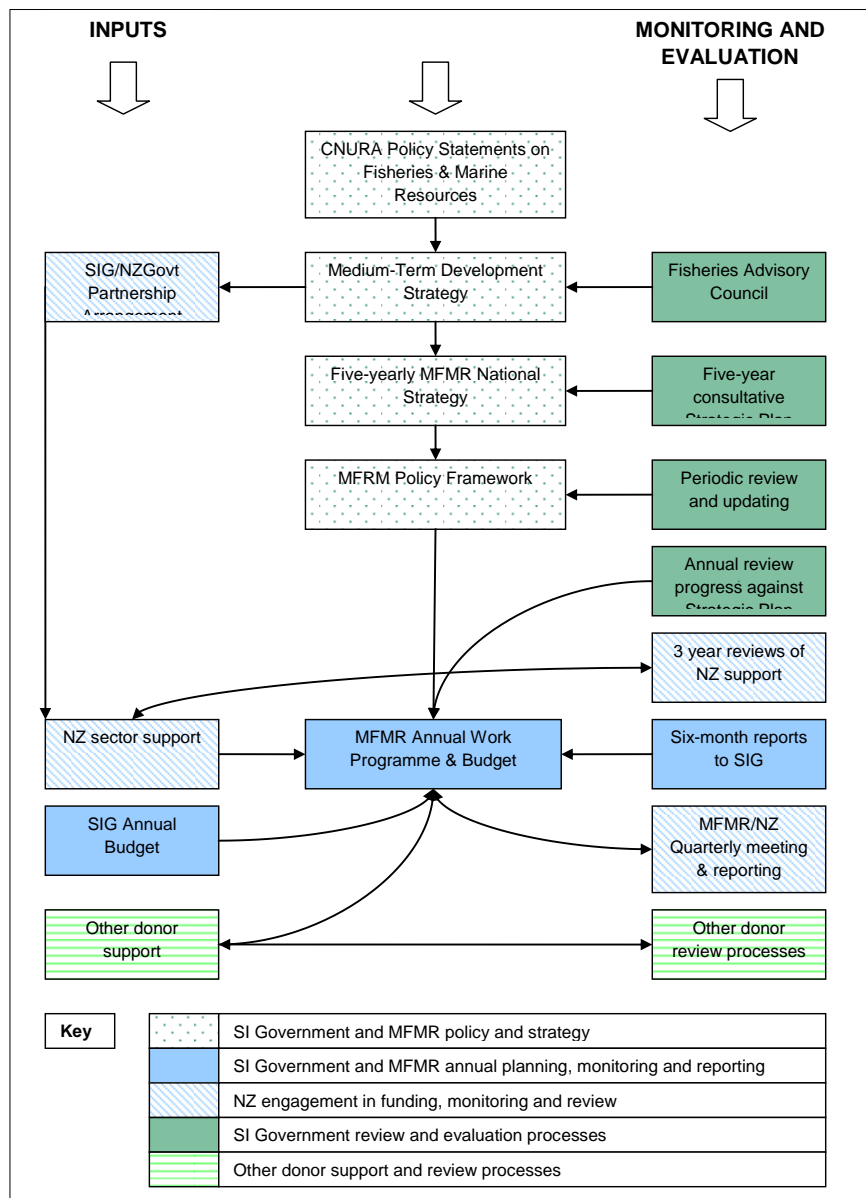 INPUTS
MONITORING AND
EVALUATION
CNURA Policy Statements on
Fisheries & Marine
Resources
SIG/NZGovt
Partnership
Arrangement
Medium-Term Development
Strategy
Fisheries Advisory
Council
Five-yearly MFMR National
Strategy
Five-year
consultative
Strategic Plan
MFRM Policy Framework
Periodic review
and updating
Annual review
progress against
Strategic Plan
3 year reviews of
NZ support
NZ sector support
MFMR Annual Work
Programme & Budget
Six-month reports
to SIG
SIG Annual
Budget
MFMR/NZ
Quarterly meeting
& reporting
Other donor
support
Other donor
review processes
Key
SI Government and MFMR policy and strategy
SI Government and MFMR annual planning, monitoring and reporting
NZ engagement in funding, monitoring and review
SI Government review and evaluation processes
Other donor support and review processes